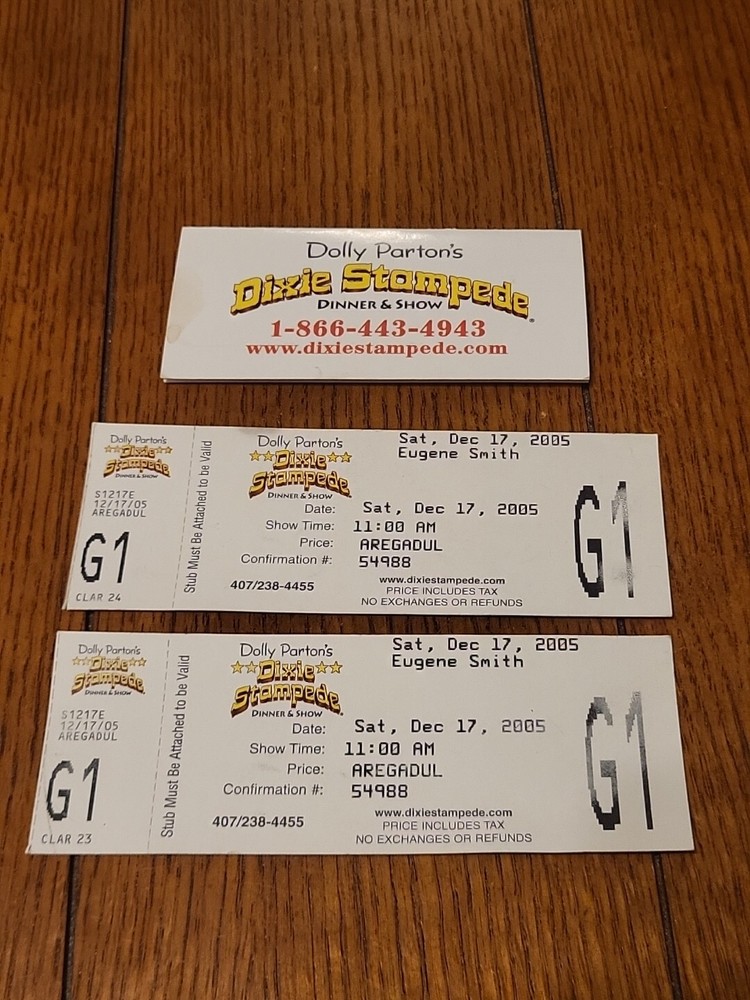 Dolly Parton's
Dixie Stampede
DINNER & SHOW
1-866-443-4943
www.dixiestampede.com
Dolly Parton's
Dixie
Stampede
DINNER & SHOW
S1217E
12/17/05
AREGADUL
G1
CLAR 24
Stub Must Be Attached to be Valid
Dolly Parton's
Dixie
Stampede
DINNER & SHOW
Sat, Dec 17, 2005
Eugene Smith
Date: Sat, Dec 17, 2005
Show Time: 11:00 AM
Price: AREGADUL
Confirmation #: 54988
407/238-4455
www.dixiestampede.com
PRICE INCLUDES TAX
NO EXCHANGES OR REFUNDS
G1
Dolly Parton's
Dixie
Stampede
DINNER & SHOW
S1217E
12/17/05
AREGADUL
G1
CLAR 23
Stub Must Be Attached to be Valid
Dolly Parton's
Dixie
Stampede
DINNER & SHOW
Sat, Dec 17, 2005
Eugene Smith
Date: Sat, Dec 17, 2005
Show Time: 11:00 AM
Price: AREGADUL
Confirmation #: 54988
407/238-4455
www.dixiestampede.com
PRICE INCLUDES TAX
NO EXCHANGES OR REFUNDS
G1